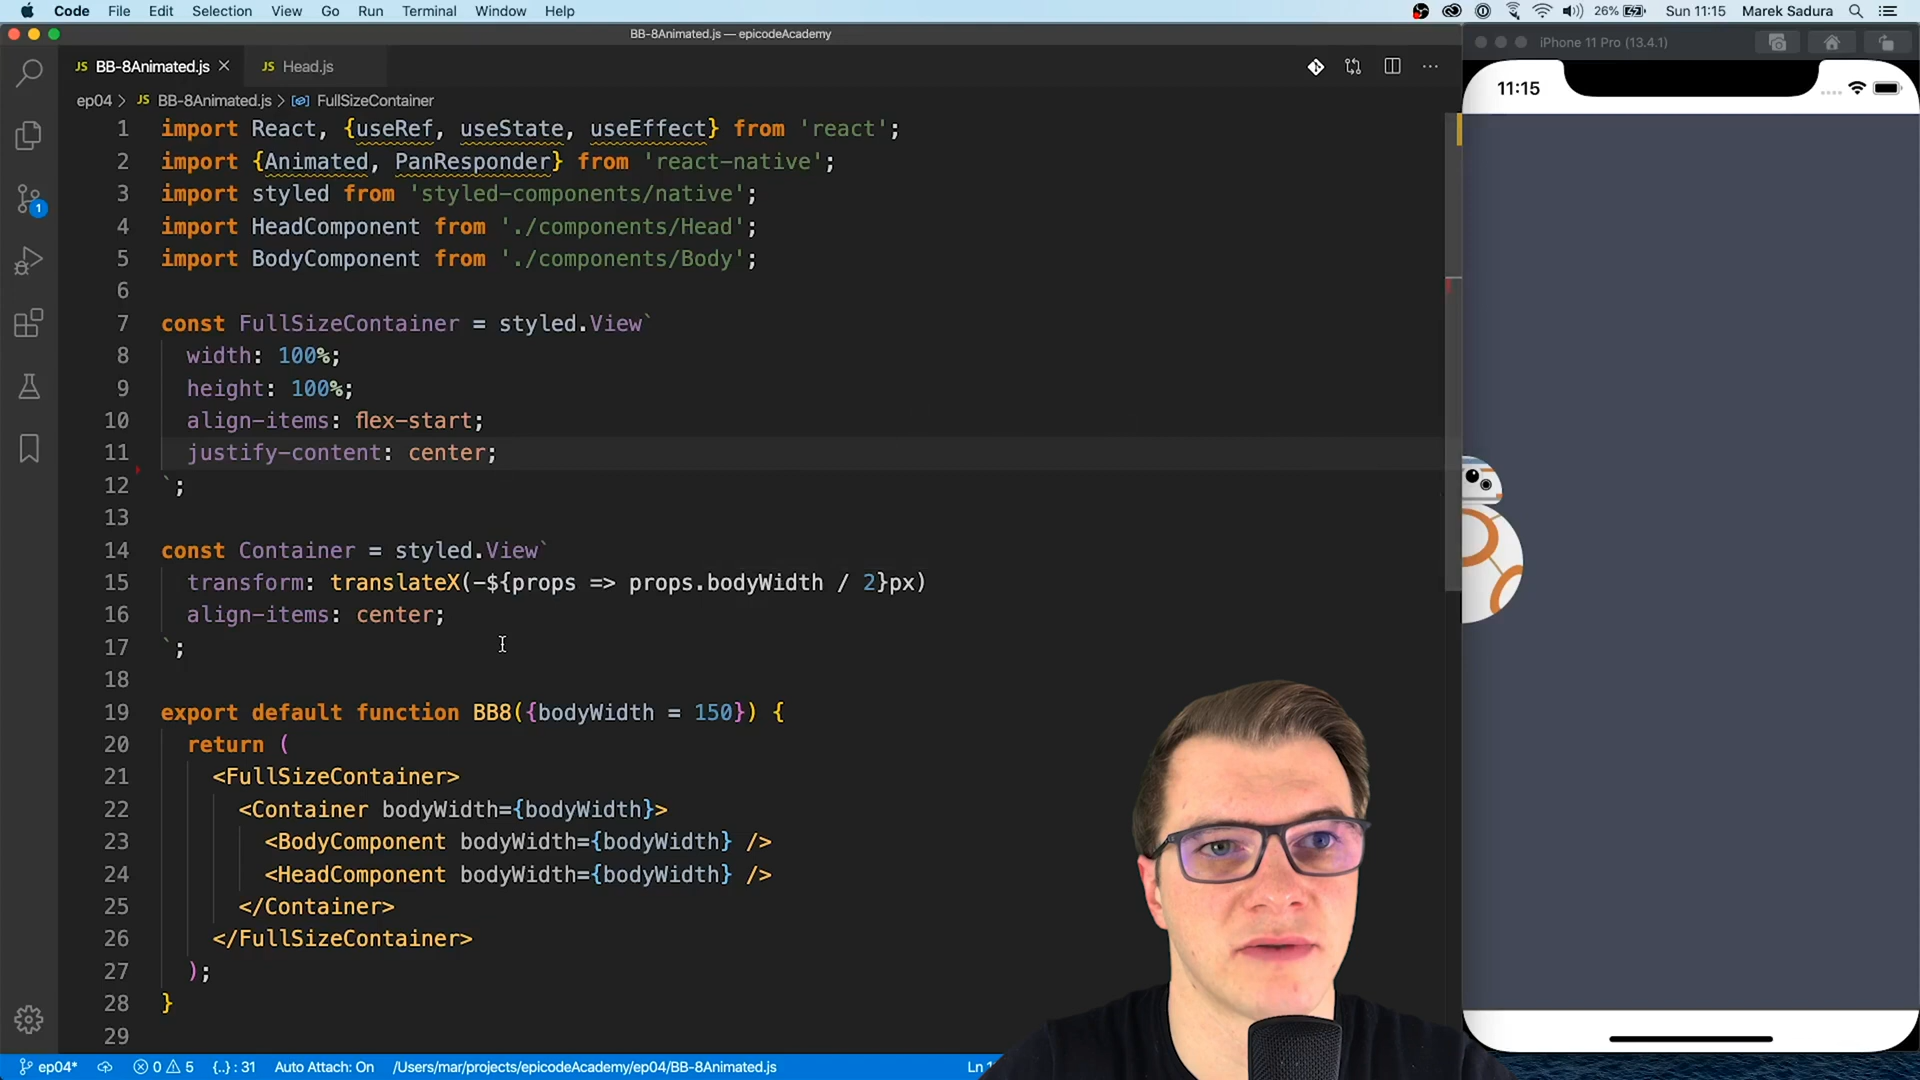 Code File Edit Selection View Go Run Terminal Window Help 26% Sun 11:15 Marek Sadura
BB-8Animated.js — epicodeAcademy
iPhone 11 Pro (13.4.1)
JS BB-8Animated.js JS Head.js
11:15
ep04 > JS BB-8Animated.js > FullSizeContainer
1 import React, {useRef, useState, useEffect} from 'react';
2 import {Animated, PanResponder} from 'react-native';
3 import styled from 'styled-components/native';
4 import HeadComponent from './components/Head';
5 import BodyComponent from './components/Body';
6
7 const FullSizeContainer = styled.View`
8 width: 100%;
9 height: 100%;
10 align-items: flex-start;
11 justify-content: center;
12 `;
13
14 const Container = styled.View`
15 transform: translateX(-${props => props.bodyWidth / 2}px)
16 align-items: center;
17 `;
18
19 export default function BB8({bodyWidth = 150}) {
20 return (
21 <FullSizeContainer>
22 <Container bodyWidth={bodyWidth}>
23 <BodyComponent bodyWidth={bodyWidth} />
24 <HeadComponent bodyWidth={bodyWidth} />
25 </Container>
26 </FullSizeContainer>
27 );
28 }
29
1
ep04* 0 5 {..} : 31 Auto Attach: On /Users/mar/projects/epicodeAcademy/ep04/BB-8Animated.js